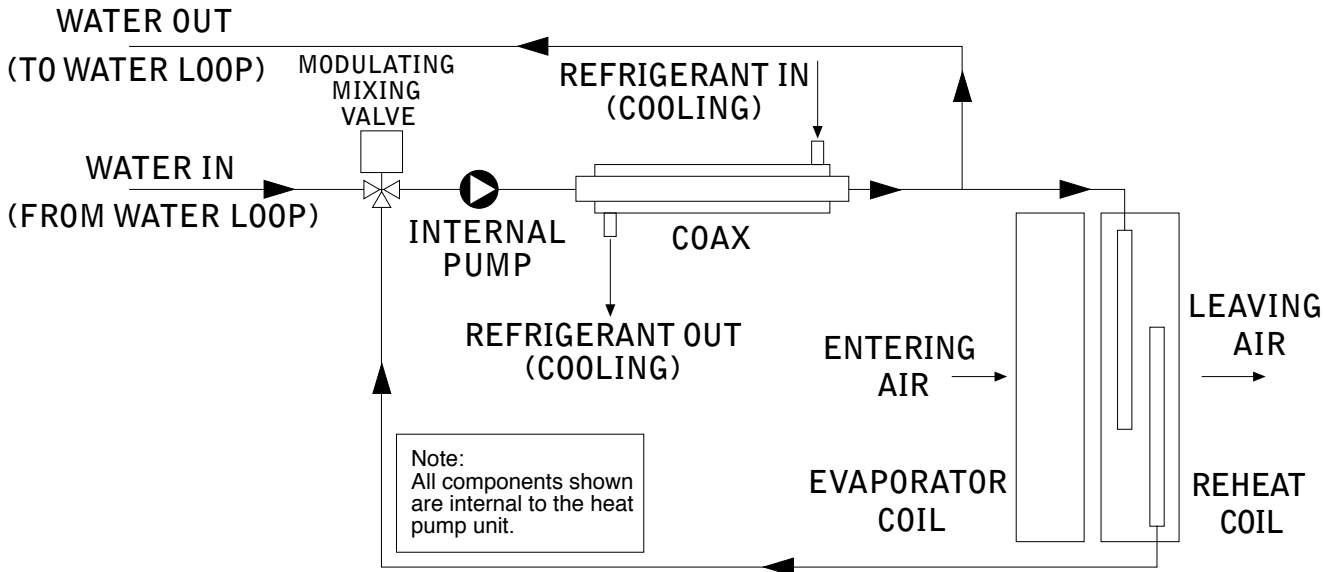 WATER OUT
(TO WATER LOOP)
MODULATING
MIXING
VALVE
REFRIGERANT IN
(COOLING)
WATER IN
(FROM WATER LOOP)
INTERNAL
PUMP
COAX
REFRIGERANT OUT
(COOLING)
ENTERING
AIR
LEAVING
AIR
Note:
All components shown
are internal to the heat
pump unit.
EVAPORATOR
COIL
REHEAT
COIL